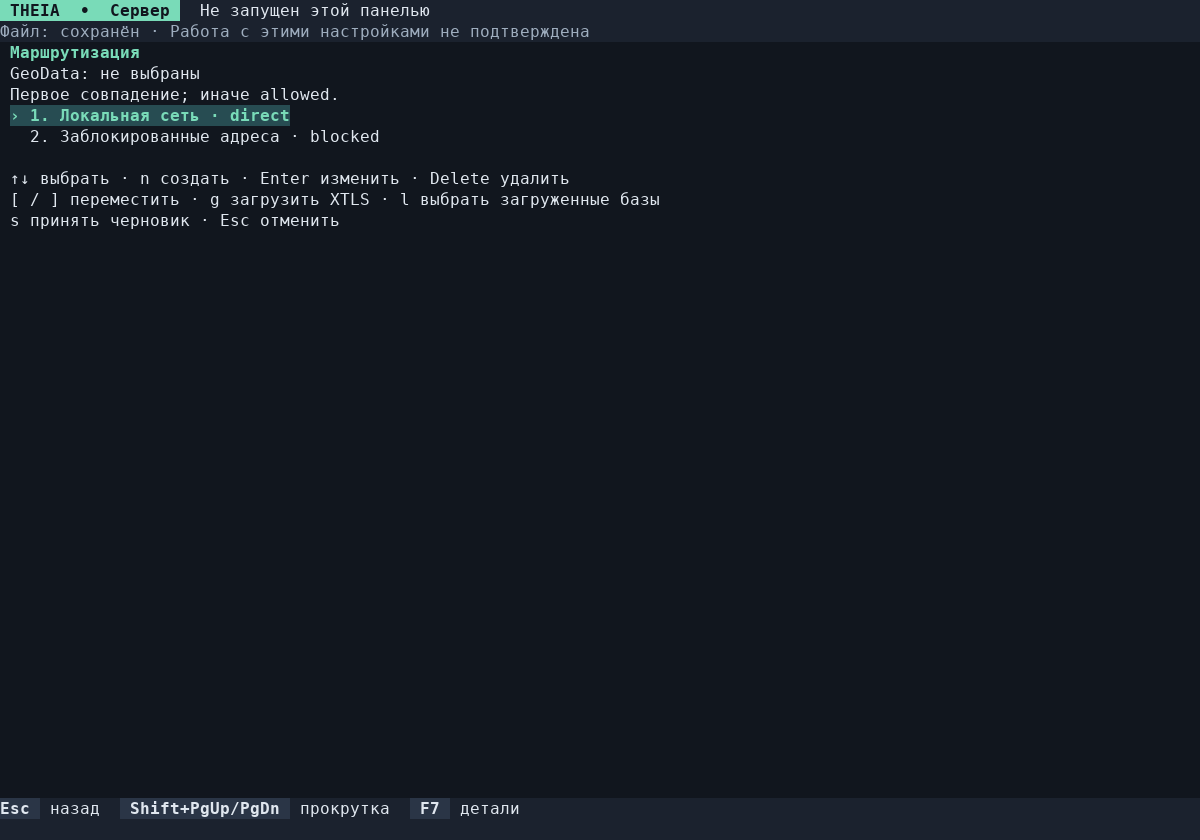 THEIA • Сервер Не запущен этой панелью
Файл: сохранён · Работа с этими настройками не подтверждена
Маршрутизация
GeoData: не выбраны
Первое совпадение; иначе allowed.
› 1. Локальная сеть · direct
2. Заблокированные адреса · blocked
↑↓ выбрать · n создать · Enter изменить · Delete удалить
[ / ] переместить · g загрузить XTLS · l выбрать загруженные базы
s принять черновик · Esc отменить
Esc назад Shift+PgUp/PgDn прокрутка F7 детали